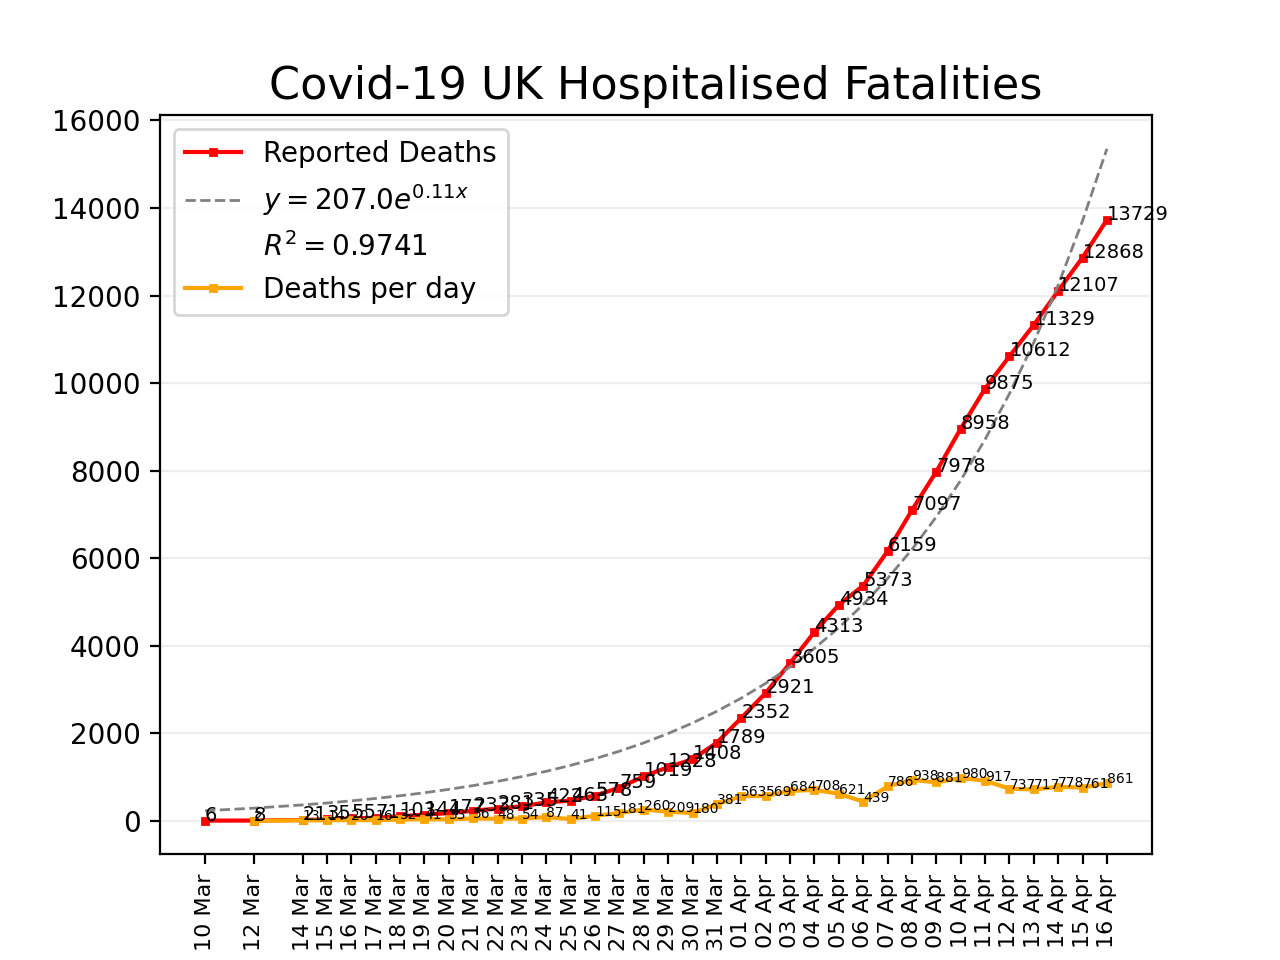 Covid-19 UK Hospitalised Fatalities
16000
14000
12000
10000
8000
6000
4000
2000
0
Reported Deaths
y = 207.0e^0.11x
R² = 0.9741
Deaths per day
13729
12868
12107
11329
10612
9875
8958
7978
7097
6159
5373
4934
4313
3605
2921
2352
1789
1408
1228
1019
759
578
6
48
54
87
41
115
181
260
209
180
381
563
569
684
708
621
439
786
938
881
980
917
737
717
778
761
861
10 Mar
12 Mar
14 Mar
15 Mar
16 Mar
17 Mar
18 Mar
19 Mar
20 Mar
21 Mar
22 Mar
23 Mar
24 Mar
25 Mar
26 Mar
27 Mar
28 Mar
29 Mar
30 Mar
31 Mar
01 Apr
02 Apr
03 Apr
04 Apr
05 Apr
06 Apr
07 Apr
08 Apr
09 Apr
10 Apr
11 Apr
12 Apr
13 Apr
14 Apr
15 Apr
16 Apr